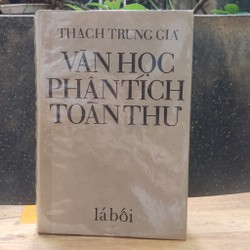 THẠCH TRUNG GIẢ
VĂN HỌC
PHÂN TÍCH
TOÀN THƯ
lá bối